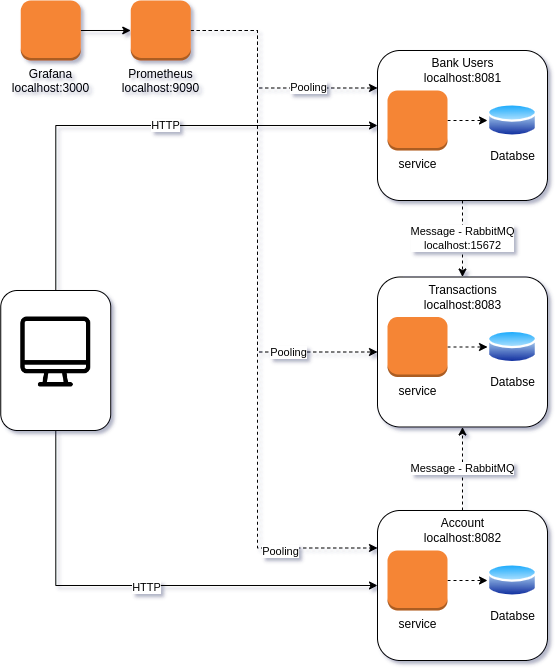 Grafana
localhost:3000
Prometheus
localhost:9090
Bank Users
localhost:8081
Pooling
HTTP
service
Databse
Message - RabbitMQ
localhost:15672
Transactions
localhost:8083
Pooling
service
Databse
Message - RabbitMQ
Account
localhost:8082
Pooling
HTTP
service
Databse